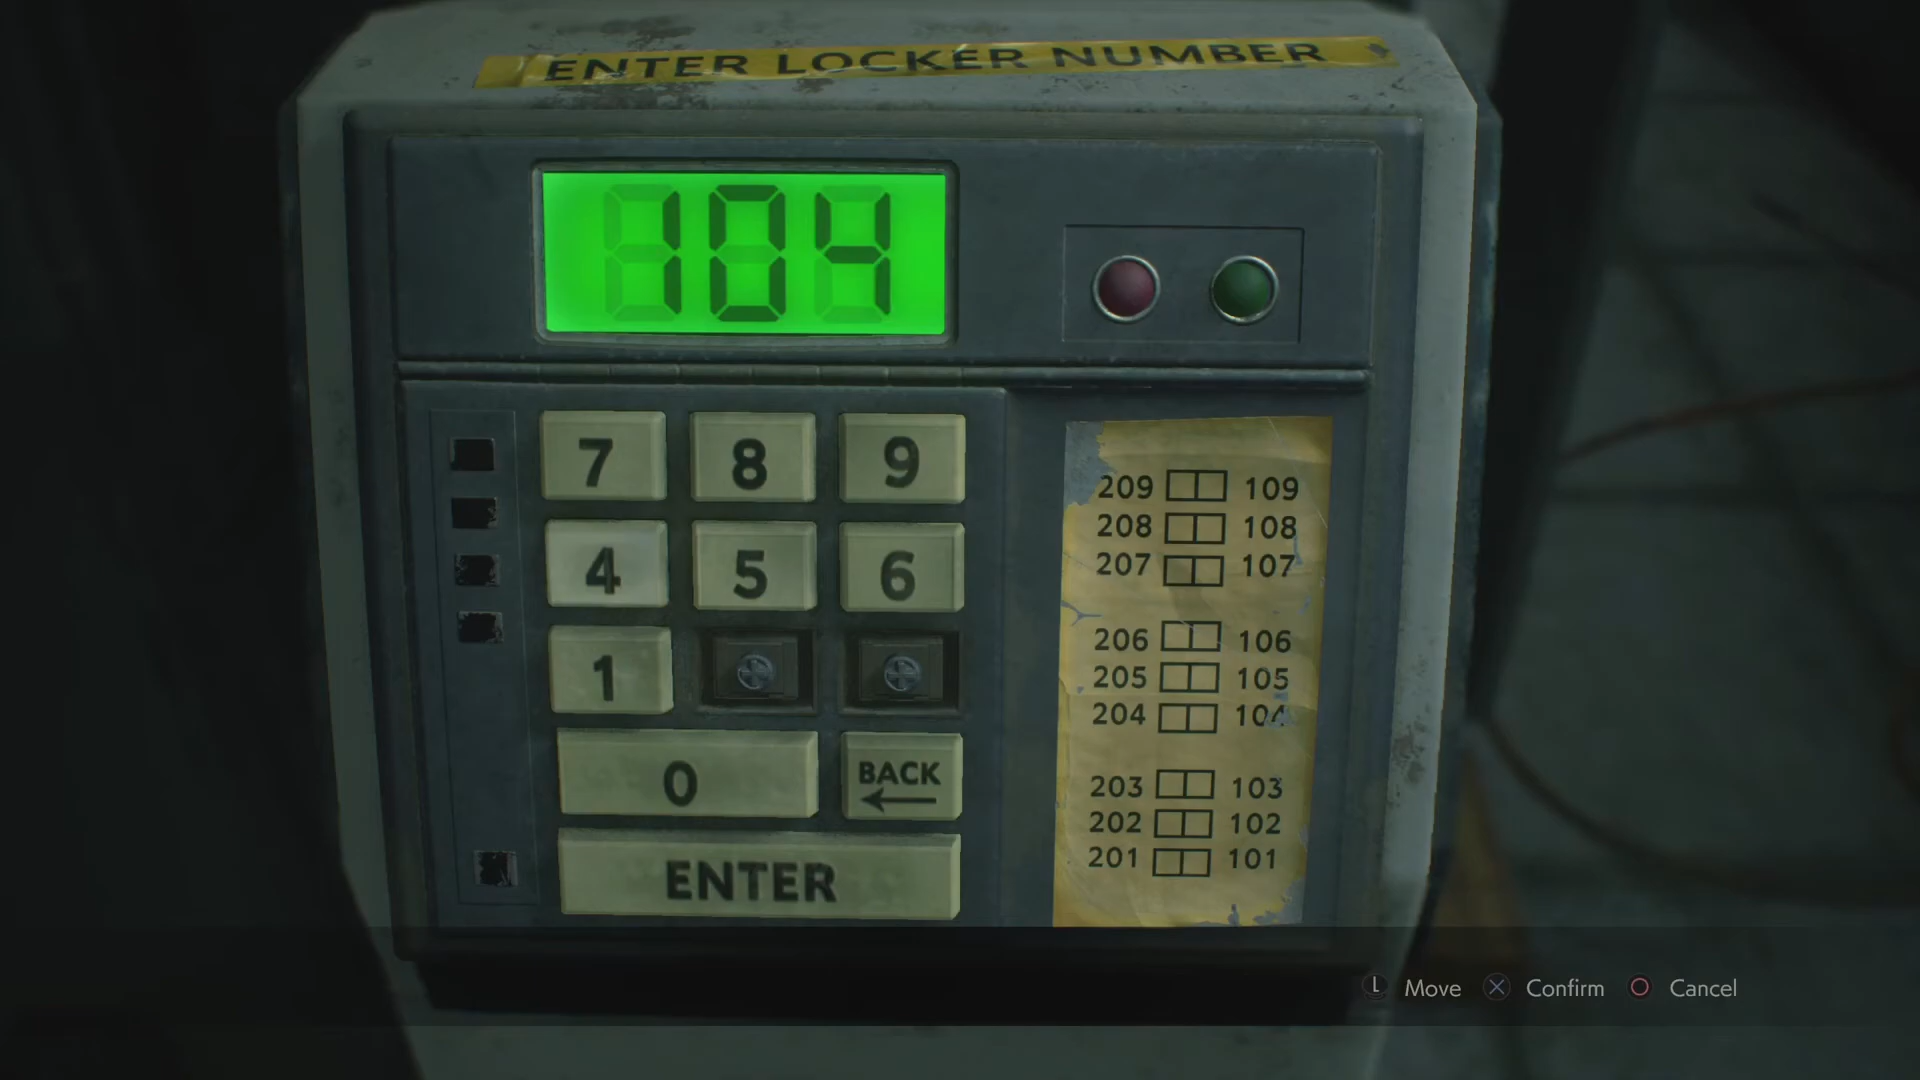 ENTER LOCKER NUMBER
104
7 8 9
4 5 6
1
0 BACK
ENTER
209 109
208 108
207 107
206 106
205 105
204 104
203 103
202 102
201 101
L Move Confirm Cancel